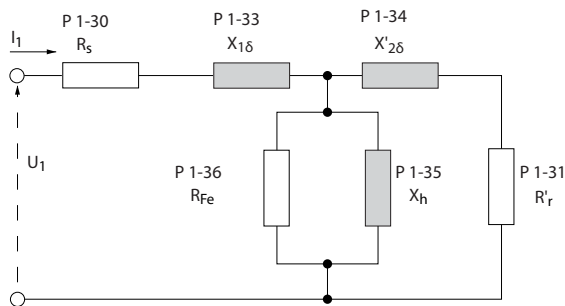 P 1-30
P 1-33
P 1-34
I1
Rs
X1δ
X'2δ
U1
P 1-36
RFe
P 1-35
Xh
P 1-31
R'r